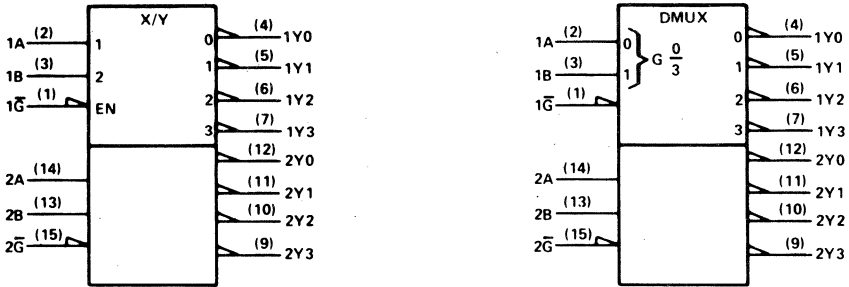 X/Y
1A (2) 1
1B (3) 2
1G̅ (1) EN
0 (4) 1Y0
1 (5) 1Y1
2 (6) 1Y2
3 (7) 1Y3
2A (14)
2B (13)
2G̅ (15)
(12) 2Y0
(11) 2Y1
(10) 2Y2
(9) 2Y3
DMUX
1A (2) 0
1B (3) 1
G 0/3
1G̅ (1)
0 (4) 1Y0
1 (5) 1Y1
2 (6) 1Y2
3 (7) 1Y3
2A (14)
2B (13)
2G̅ (15)
(12) 2Y0
(11) 2Y1
(10) 2Y2
(9) 2Y3